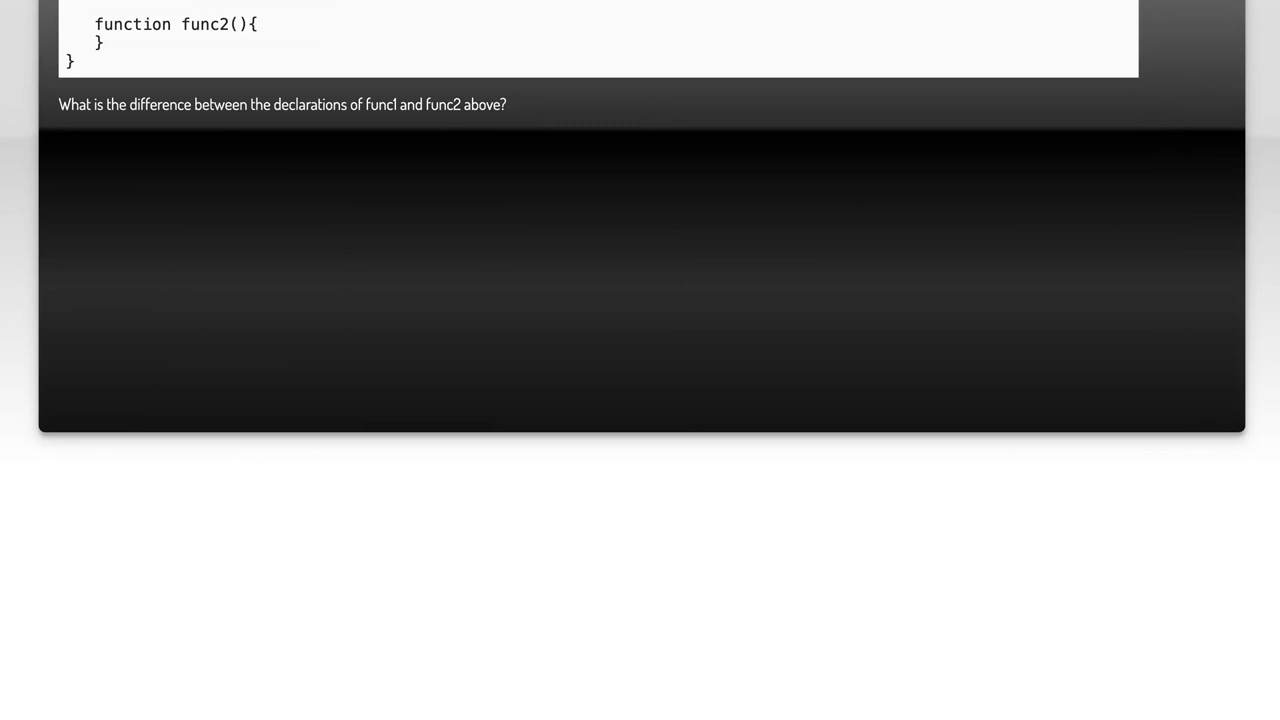 function func2(){
}
}
What is the difference between the declarations of func1 and func2 above?